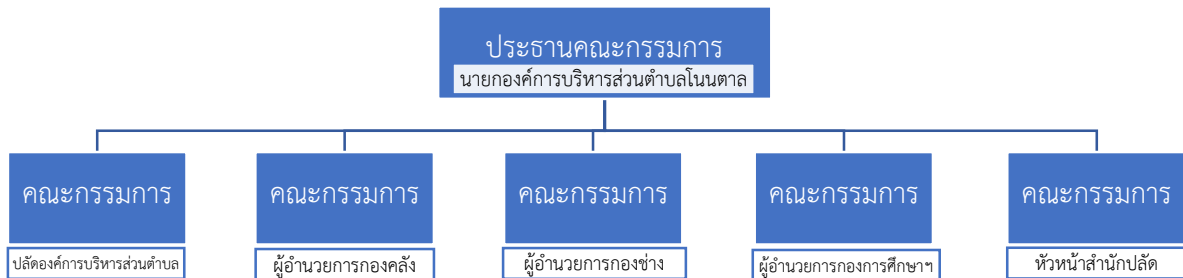 ประธานคณะกรรมการ
นายกองค์การบริหารส่วนตำบลโนนตาล
คณะกรรมการ
ปลัดองค์การบริหารส่วนตำบล
คณะกรรมการ
ผู้อำนวยการกองคลัง
คณะกรรมการ
ผู้อำนวยการกองช่าง
คณะกรรมการ
ผู้อำนวยการกองการศึกษาฯ
คณะกรรมการ
หัวหน้าสำนักปลัด